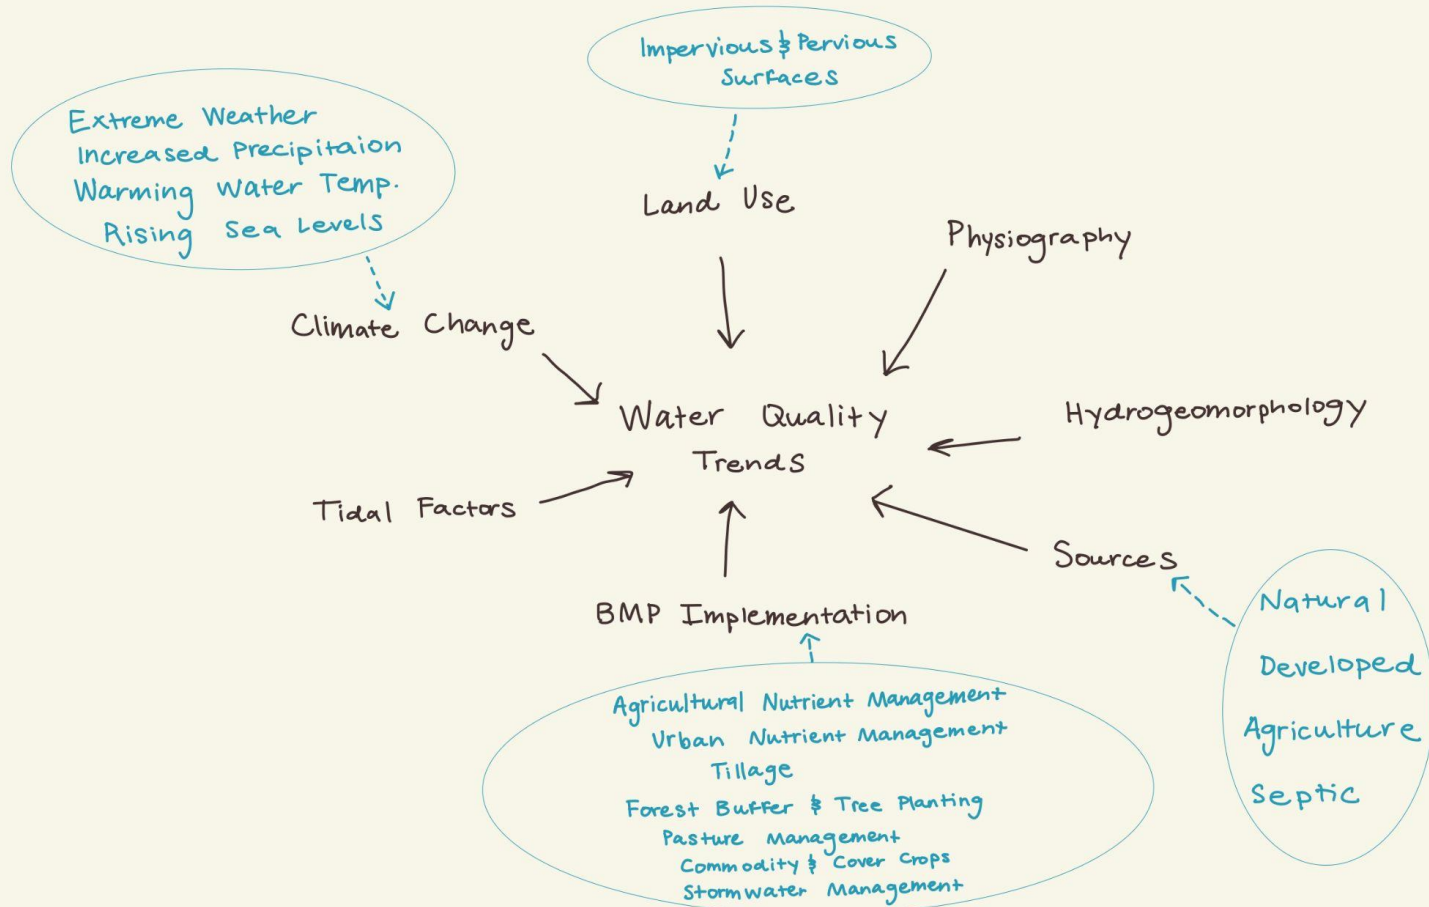 Impervious & Pervious
Surfaces
Extreme Weather
Increased Precipitaion
Warming Water Temp.
Rising Sea Levels
Land Use
Physiography
Climate Change
Water Quality
Trends
Hydrogeomorphology
Tidal Factors
Sources
BMP Implementation
Natural
Developed
Agriculture
Septic
Agricultural Nutrient Management
Urban Nutrient Management
Tillage
Forest Buffer & Tree Planting
Pasture Management
Commodity & Cover Crops
Stormwater Management